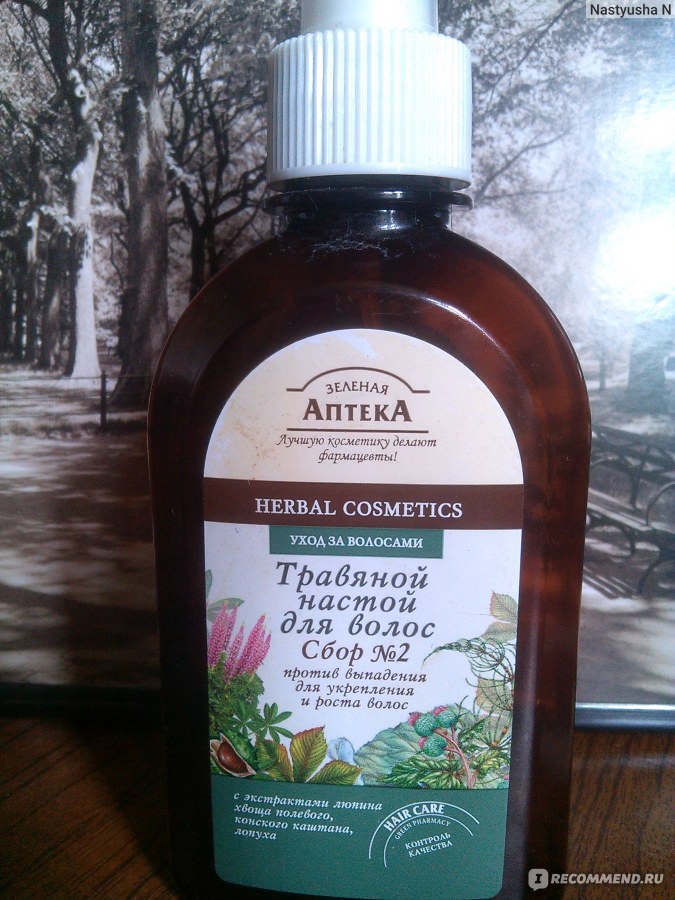 Nastyusha N
ЗЕЛЕНАЯ
АПТЕКА
Лучшую косметику делают
фармацевты!
HERBAL COSMETICS
УХОД ЗА ВОЛОСАМИ
Травяной
настой
для волос
Сбор №2
против выпадения
для укрепления
и роста волос
с экстрактами люпина
хвоща полевого,
конского каштана,
лопуха
HAIR CARE
GREEN PHARMACY
КОНТРОЛЬ
КАЧЕСТВА
IRECOMMEND.RU